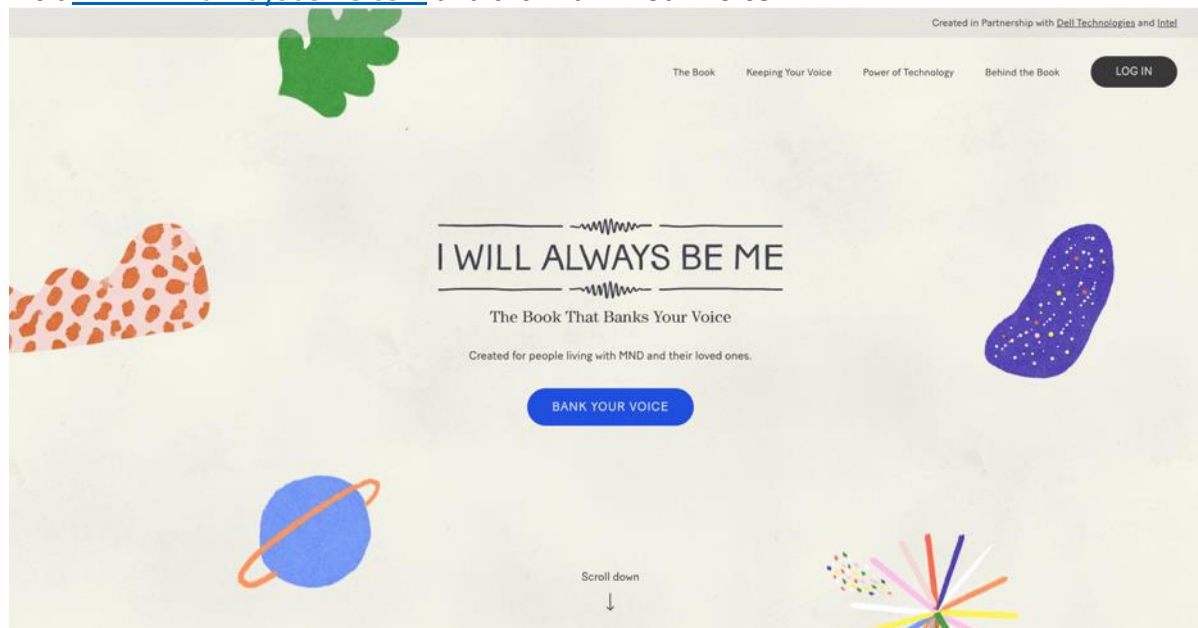 Created in Partnership with Dell Technologies and Intel
The Book Keeping Your Voice Power of Technology Behind the Book LOG IN
I WILL ALWAYS BE ME
The Book That Banks Your Voice
Created for people living with MND and their loved ones.
BANK YOUR VOICE
Scroll down